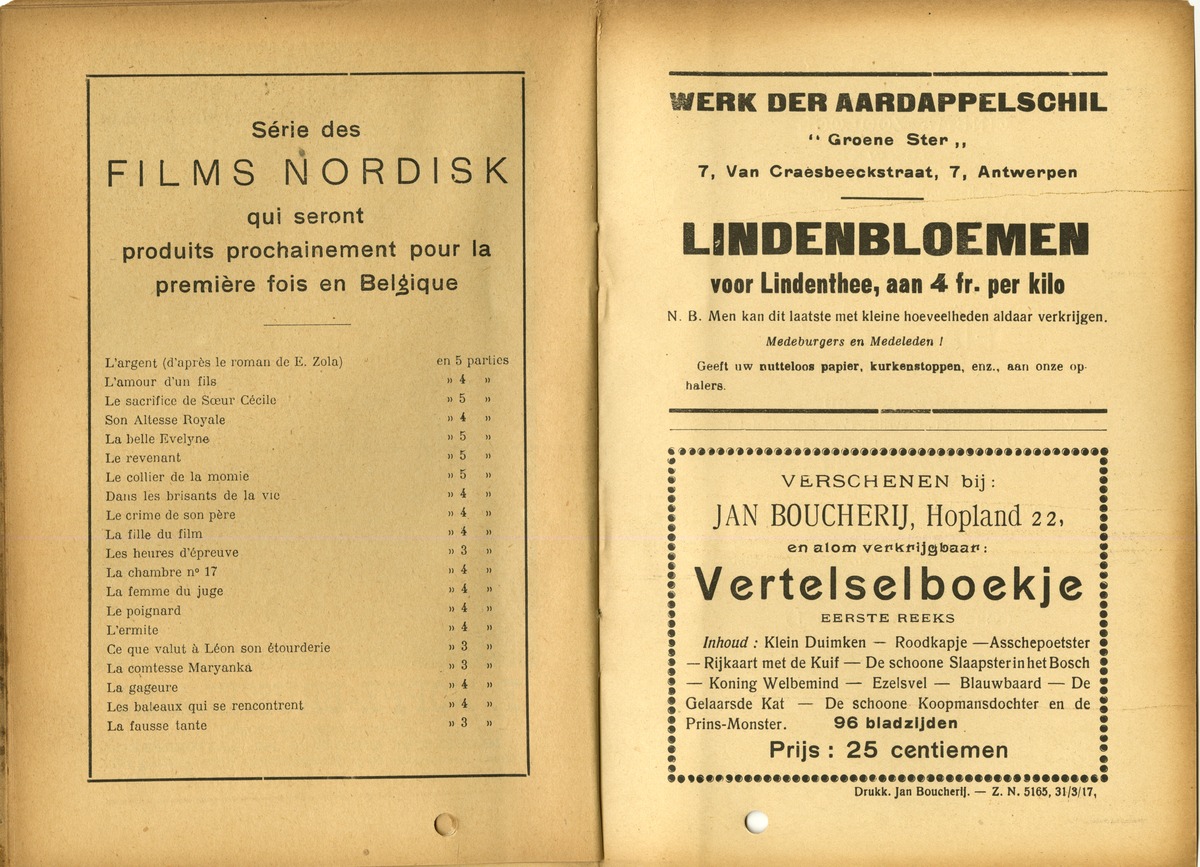 Série des
FILMS NORDISK
qui seront
produits prochainement pour la
première fois en Belgique
L'argent (d'après le roman de E. Zola) en 5 parties
L'amour d'un fils » 4 »
Le sacrifice de Sœur Cécile » 5 »
Son Altesse Royale » 4 »
La belle Evelyne » 5 »
Le revenant » 5 »
Le collier de la momie » 5 »
Dans les brisants de la vie » 4 »
Le crime de son père » 4 »
La fille du film » 4 »
Les heures d'épreuve » 3 »
La chambre nº 17 » 4 »
La femme du juge » 4 »
Le poignard » 4 »
L'ermite » 4 »
Ce que valut à Léon son étourderie » 3 »
La comtesse Maryanka » 3 »
La gageure » 4 »
Les bateaux qui se rencontrent » 4 »
La fausse tante » 3 »
WERK DER AARDAPPELSCHIL
“ Groene Ster „
7, Van Craesbeeckstraat, 7, Antwerpen
LINDENBLOEMEN
voor Lindenthee, aan 4 fr. per kilo
N. B. Men kan dit laatste met kleine hoeveelheden aldaar verkrijgen.
Medeburgers en Medeleden !
Geeft uw nutteloos papier, kurkenstoppen, enz., aan onze op-
halers.
VERSCHENEN bij :
JAN BOUCHERIJ, Hopland 22,
en alom verkrijgbaar :
Vertelselboekje
EERSTE REEKS
Inhoud : Klein Duimken — Roodkapje —Asschepoetster
— Rijkaart met de Kuif — De schoone Slaapster in het Bosch
— Koning Welbemind — Ezelsvel — Blauwbaard — De
Gelaarsde Kat — De schoone Koopmansdochter en de
Prins-Monster. 96 bladzijden
Prijs : 25 centiemen
Drukk. Jan Boucherij. — Z. N. 5165, 31/3/17,